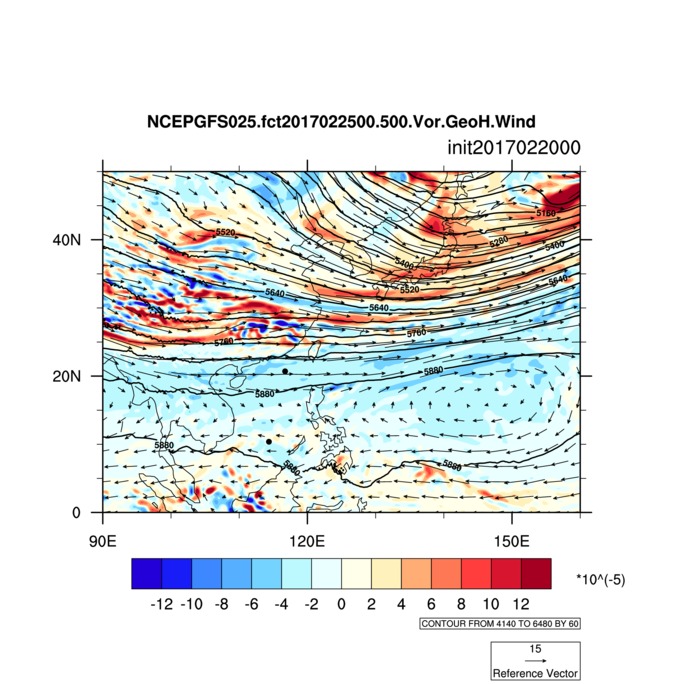 NCEPGFS025.fct2017022500.500.Vor.GeoH.Wind
init2017022000
5160
5520
40N
5280
5400
5400
5640
5640
5520
5640
5760
5760
5880
20N
5880
5880
5880
5880
0
90E
120E
150E
-12 -10 -8 -6 -4 -2 0 2 4 6 8 10 12
*10^(-5)
CONTOUR FROM 4140 TO 6480 BY 60
15
Reference Vector